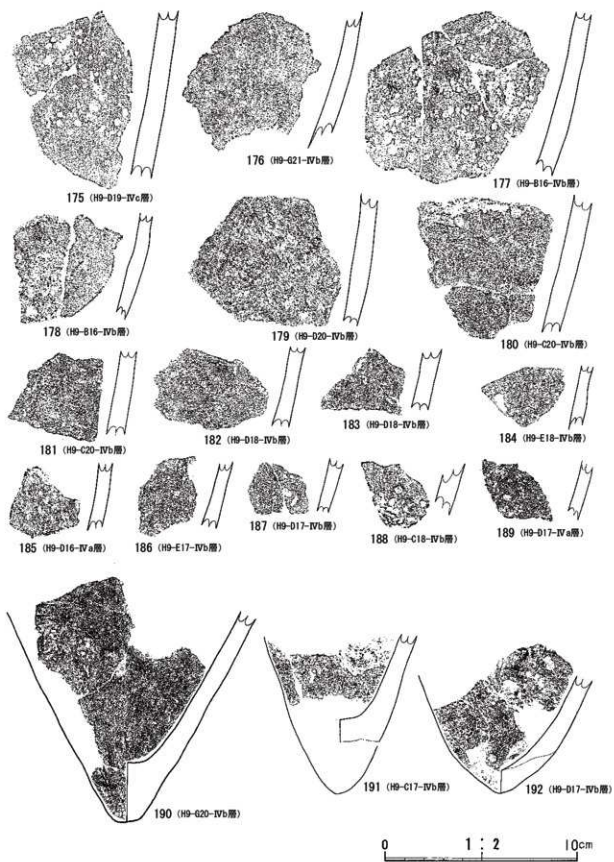 175 (H9-D19-Ⅳc層)
176 (H9-G21-Ⅳb層)
177 (H9-B16-Ⅳb層)
178 (H9-B16-Ⅳb層)
179 (H9-D20-Ⅳb層)
180 (H9-C20-Ⅳb層)
181 (H9-C20-Ⅳb層)
182 (H9-D18-Ⅳb層)
183 (H9-D18-Ⅳb層)
184 (H9-E18-Ⅳb層)
185 (H9-D16-Ⅳa層)
186 (H9-E17-Ⅳb層)
187 (H9-D17-Ⅳb層)
188 (H9-C18-Ⅳb層)
189 (H9-D17-Ⅳa層)
190 (H9-G20-Ⅳb層)
191 (H9-C17-Ⅳb層)
192 (H9-D17-Ⅳb層)
0 1:2 10cm